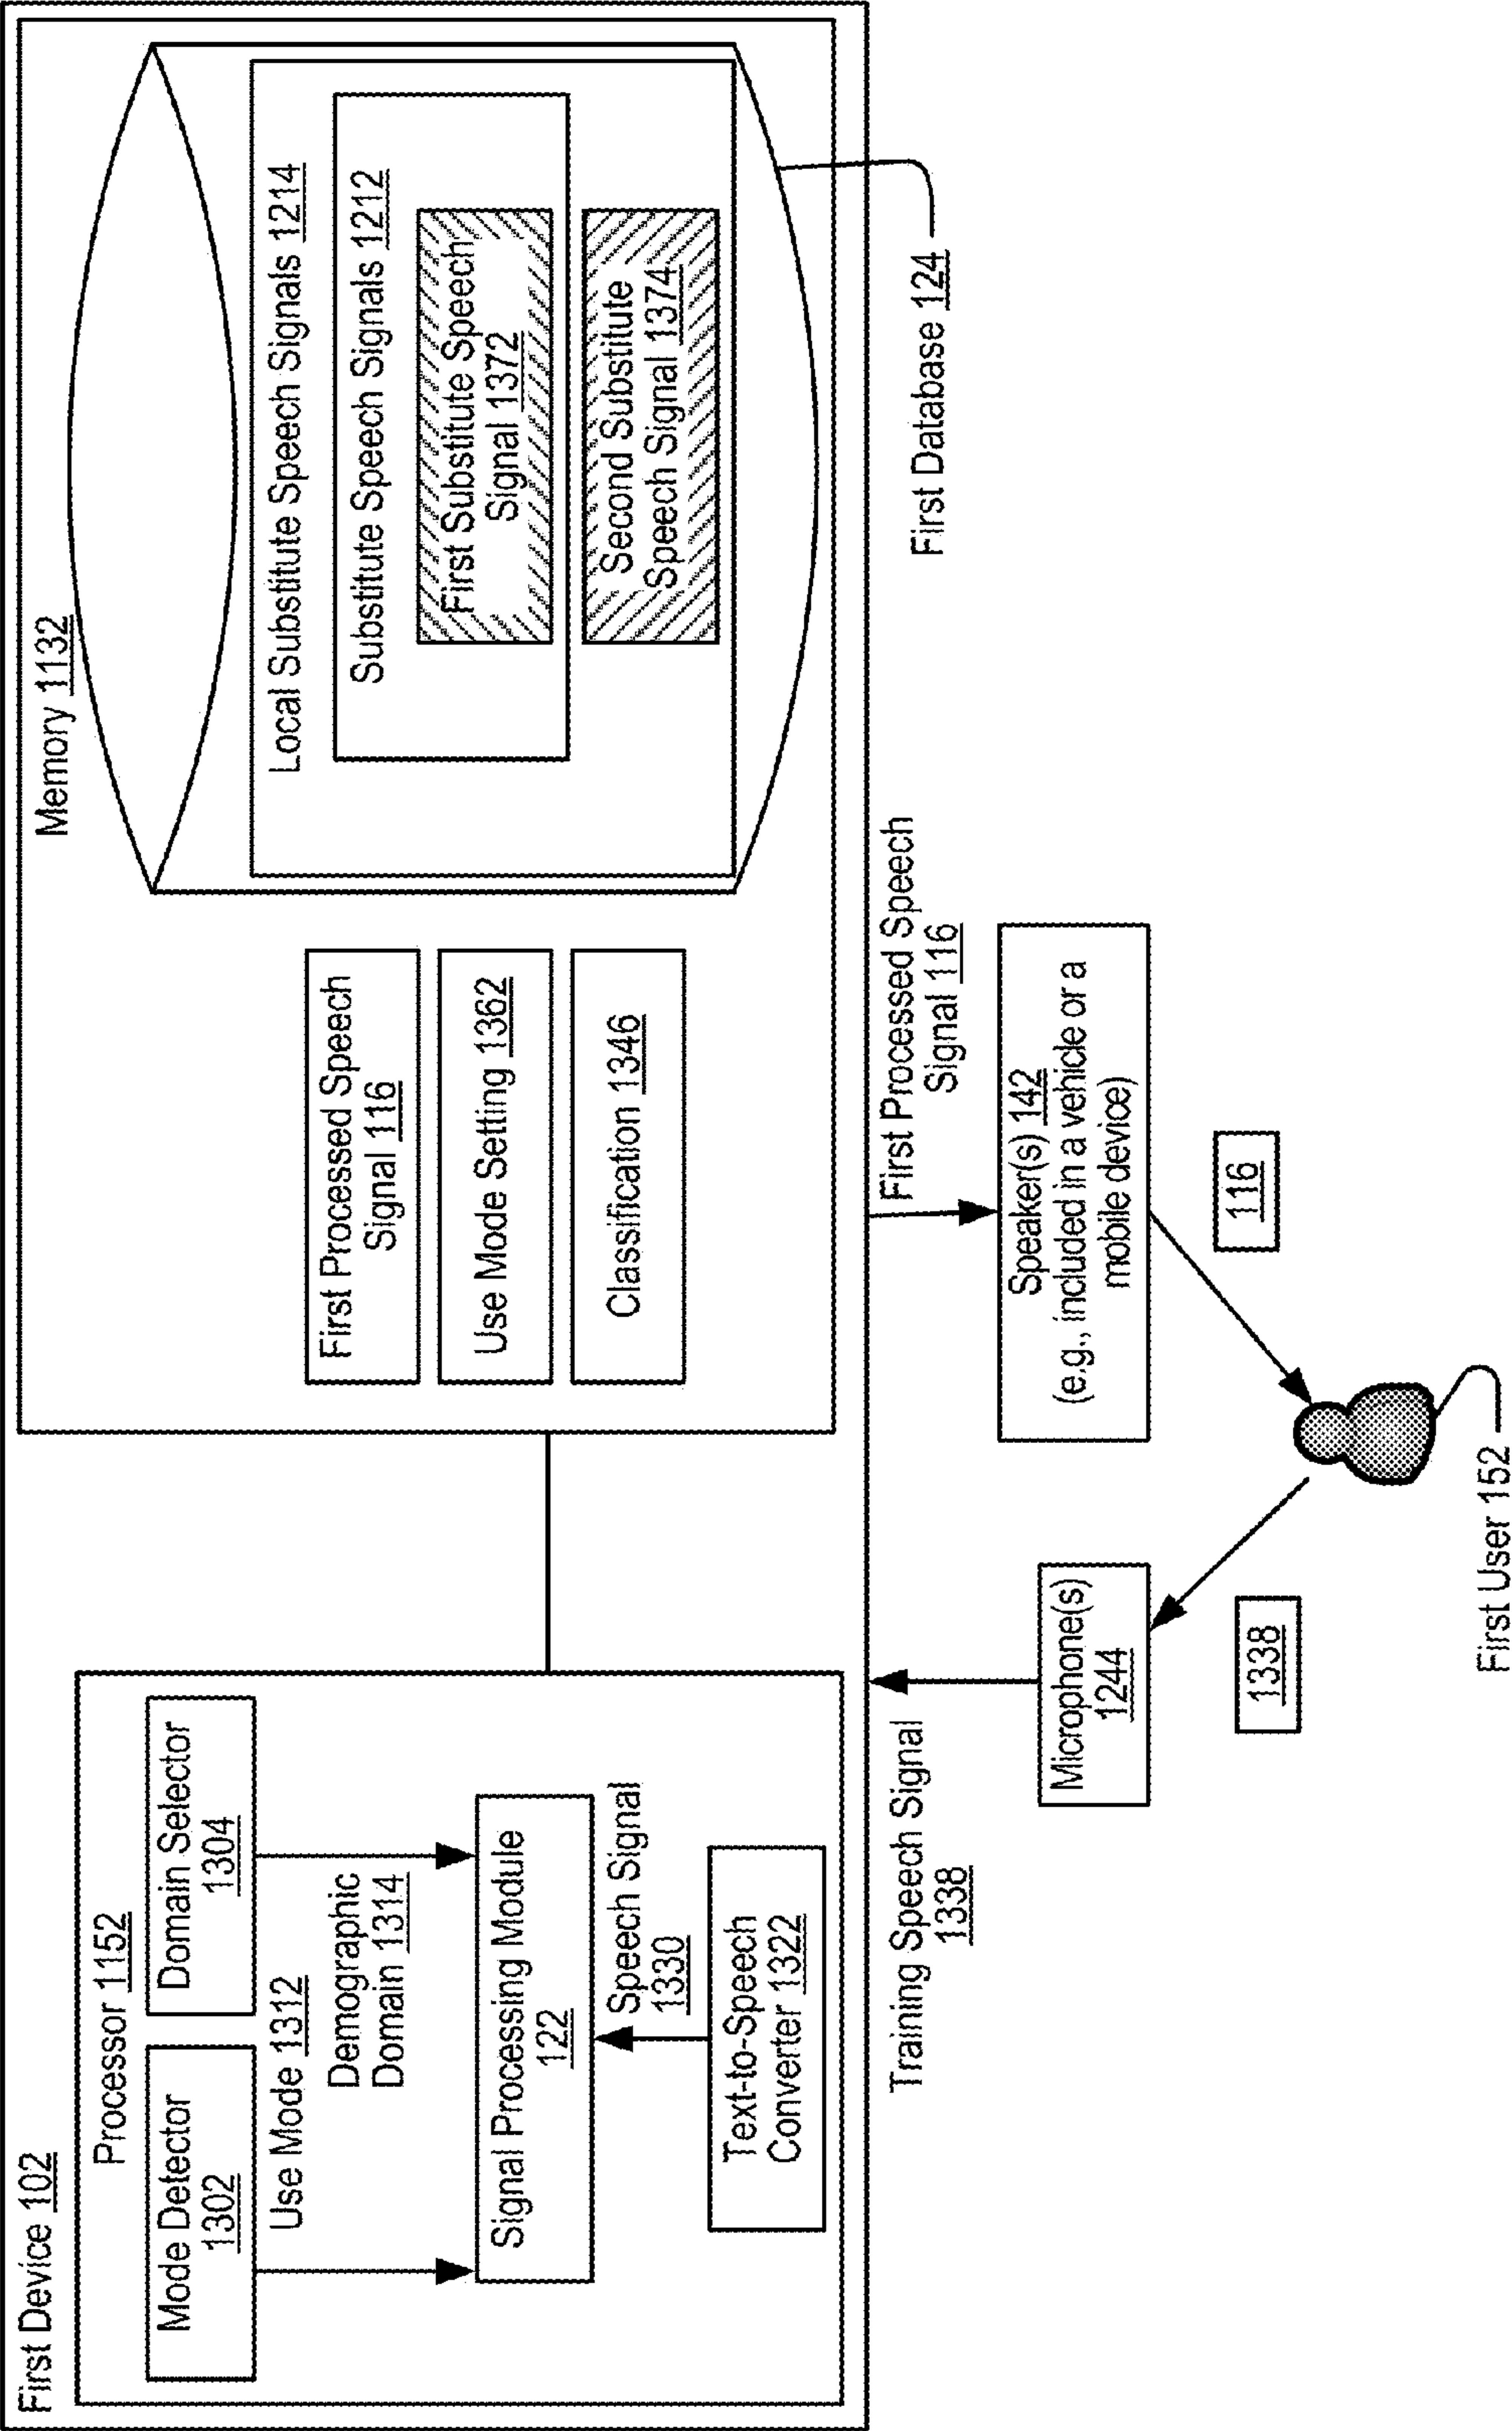 First Device 102
Processor 1152
Mode Detector
1302
Domain Selector
1304
Use Mode 1312
Demographic
Domain 1314
Signal Processing Module
122
Speech Signal
1330
Text-to-Speech
Converter 1322
Memory 1132
First Processed Speech
Signal 116
Use Mode Setting 1362
Classification 1346
Local Substitute Speech Signals 1214
Substitute Speech Signals 1212
First Substitute Speech
Signal 1372
Second Substitute
Speech Signal 1374
First Database 124
Training Speech Signal
1338
Microphone(s)
1244
1338
First Processed Speech
Signal 116
Speaker(s) 142
(e.g., included in a vehicle or a
mobile device)
116
First User 152